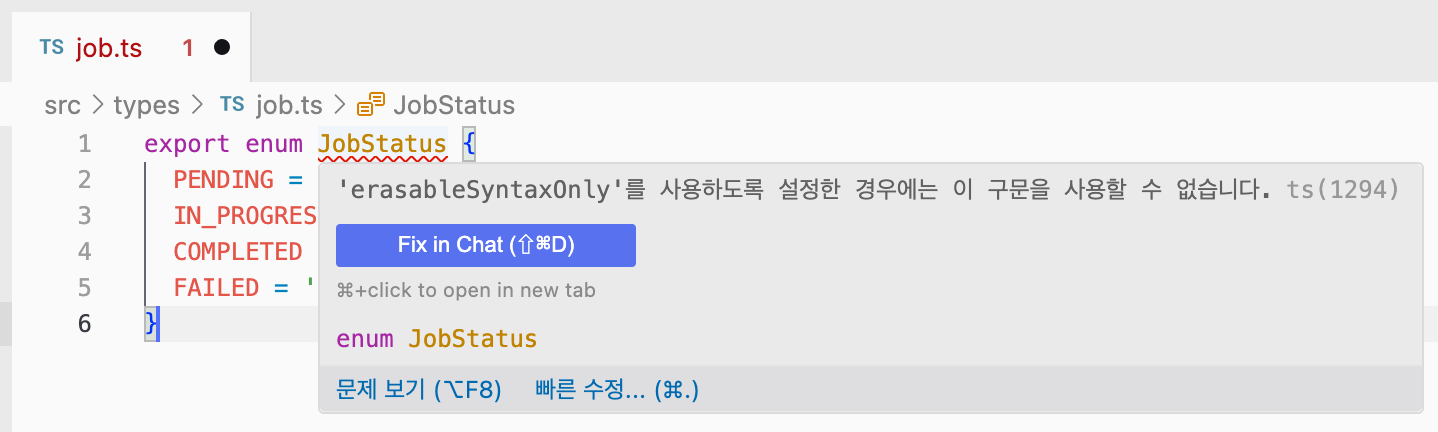 TS job.ts 1
src > types > TS job.ts > JobStatus
1 export enum JobStatus {
2 PENDING =
3 IN_PROGRES
4 COMPLETED
5 FAILED = '
6 }
'erasableSyntaxOnly'를 사용하도록 설정한 경우에는 이 구문을 사용할 수 없습니다. ts(1294)
Fix in Chat (⇧⌘D)
⌘+click to open in new tab
enum JobStatus
문제 보기 (⌥F8) 빠른 수정... (⌘.)